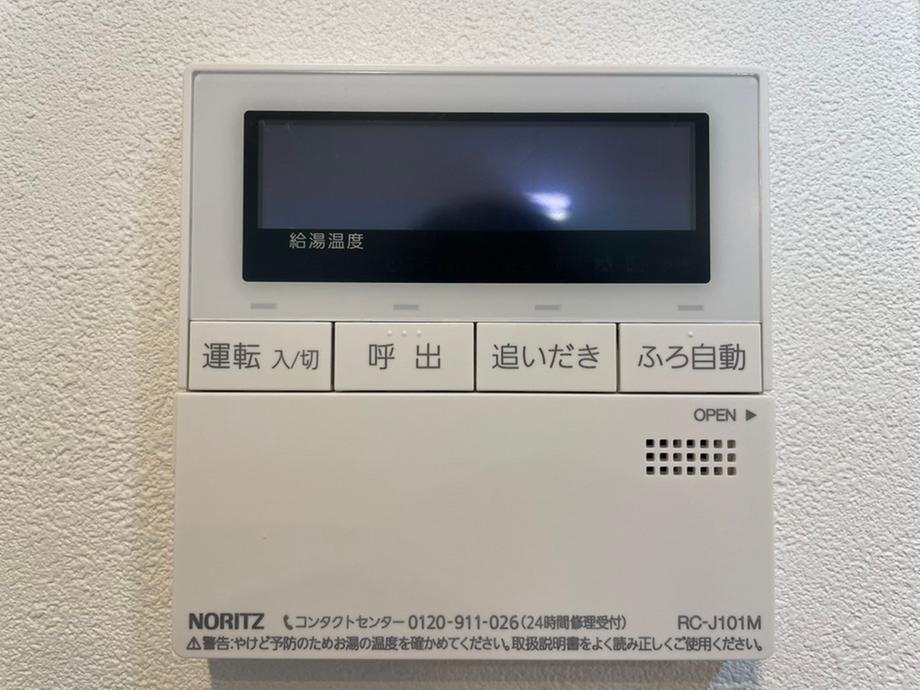 給湯温度
運転 入/切
呼出
追いだき
ふろ自動
OPEN ▶
NORITZ コンタクトセンター 0120-911-026(24時間修理受付) RC-J101M
⚠警告:やけど予防のためお湯の温度を確かめてください。取扱説明書をよく読み正しくご使用ください。